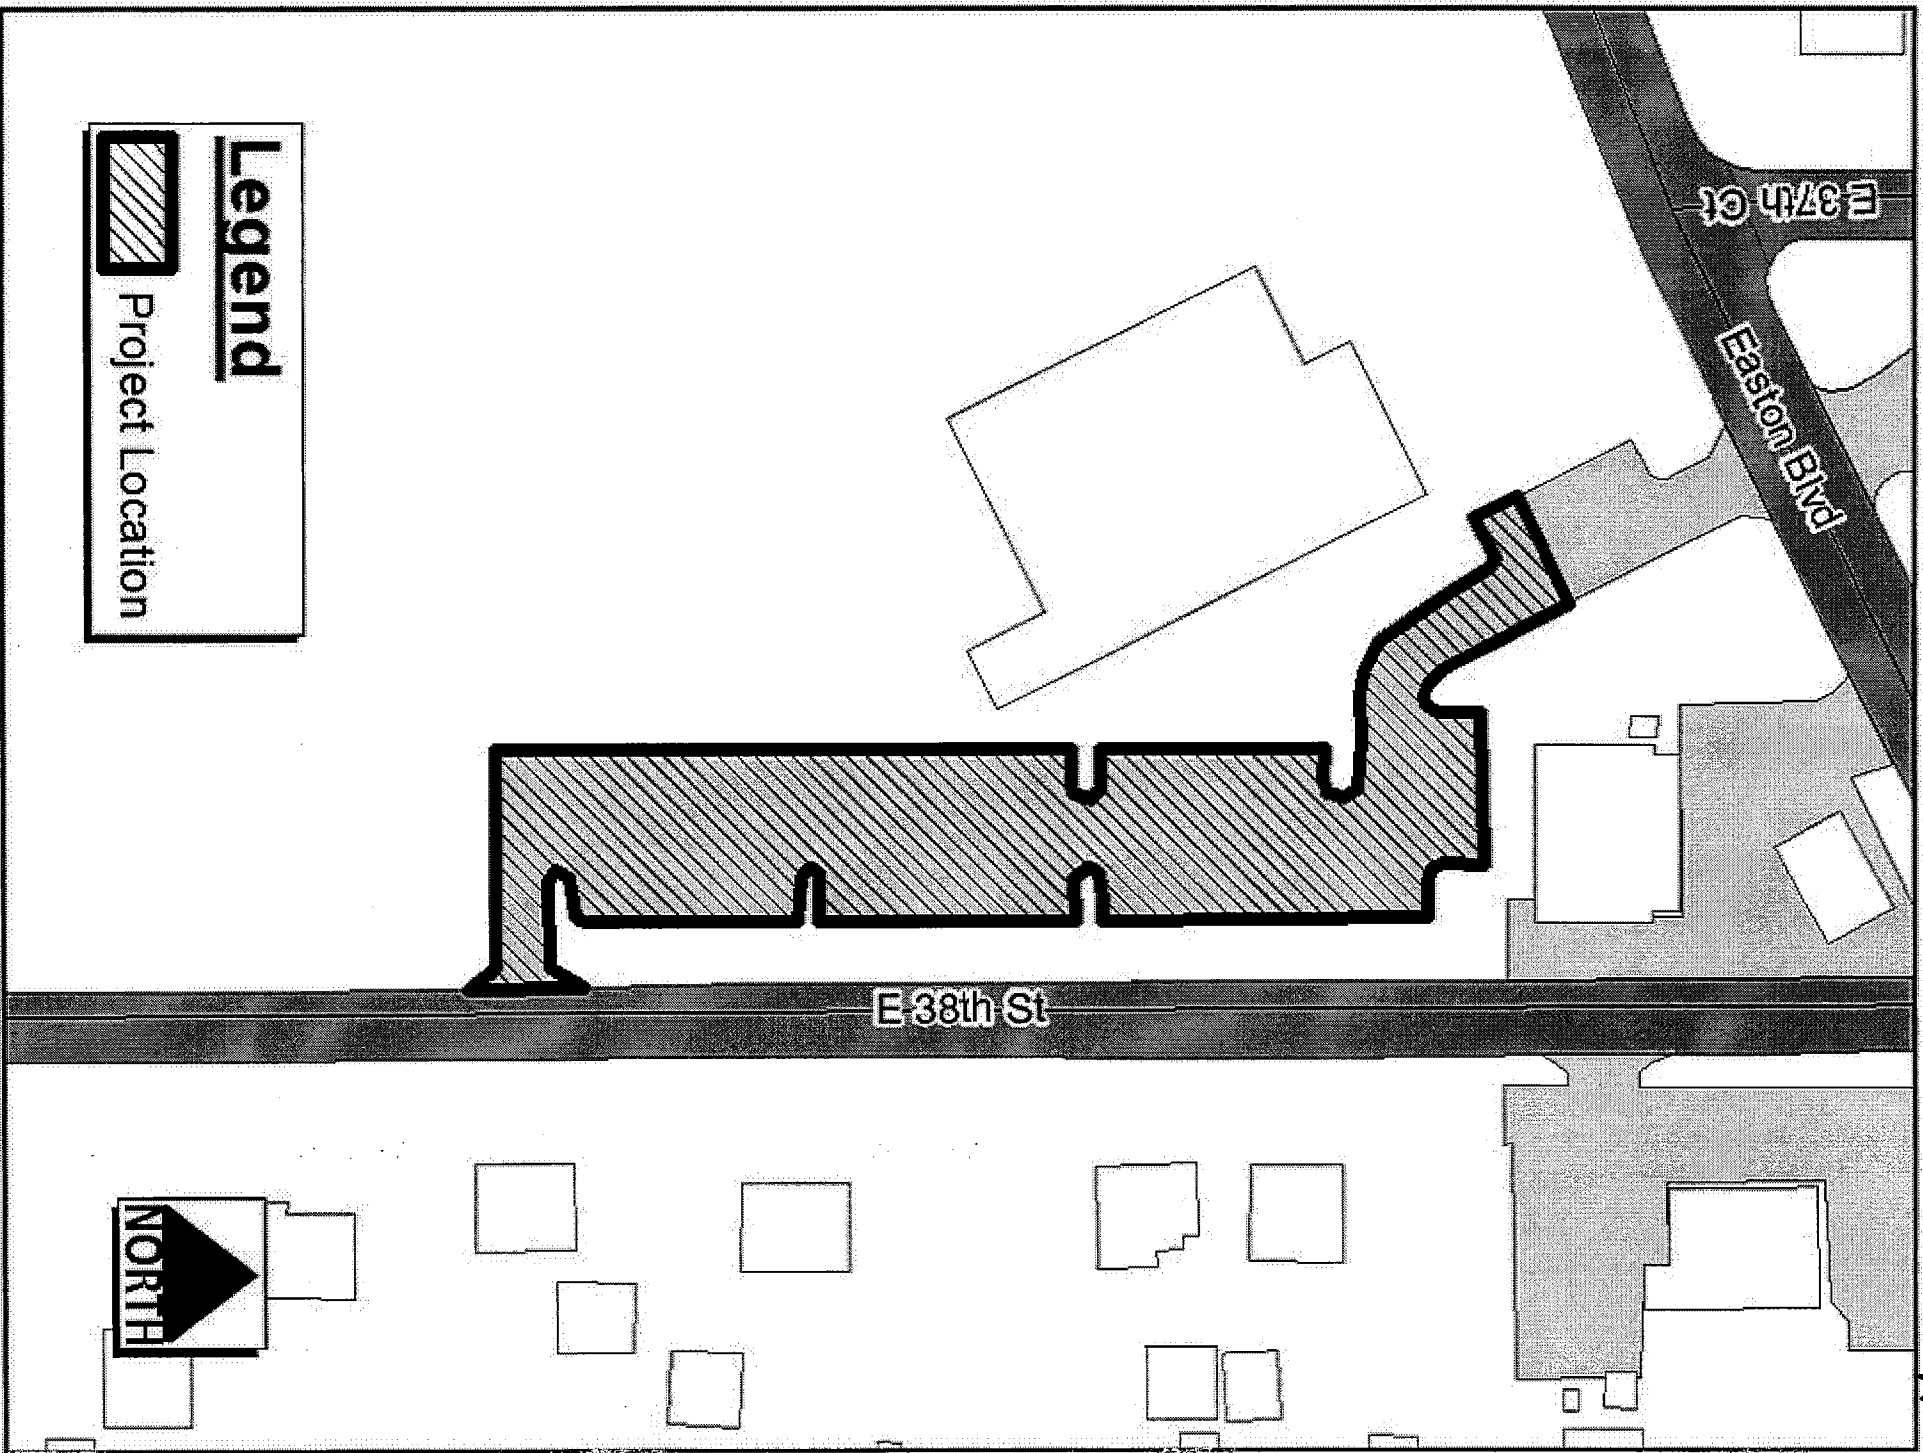 Legend
Project Location
E 37th Ct
Easton Blvd
E 38th St
NORTH